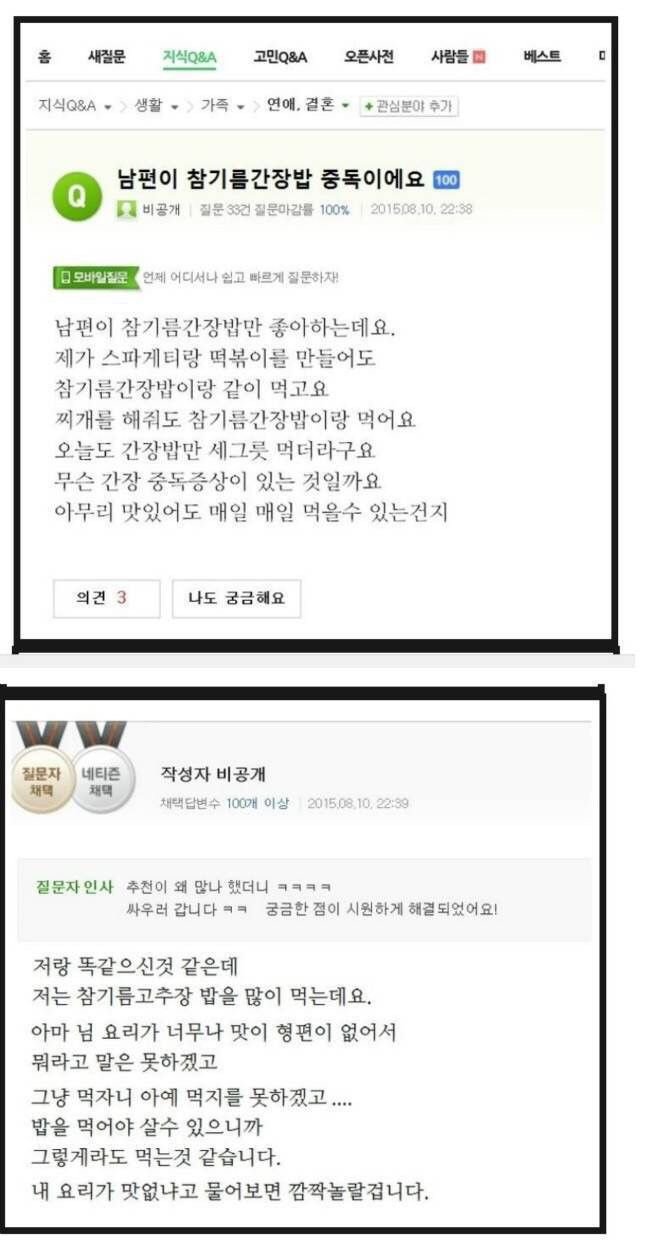 홈 새질문 지식Q&A 고민Q&A 오픈사전 사람들 N 베스트
지식Q&A > 생활 > 가족 > 연애, 결혼 + 관심분야 추가
Q 남편이 참기름간장밥 중독이에요 100
비공개 | 질문 33건 질문마감률 100% | 2015.08.10. 22:38
모바일질문 언제 어디서나 쉽고 빠르게 질문하자!
남편이 참기름간장밥만 좋아하는데요.
제가 스파게티랑 떡볶이를 만들어도
참기름간장밥이랑 같이 먹고요
찌개를 해줘도 참기름간장밥이랑 먹어요
오늘도 간장밥만 세그릇 먹더라구요
무슨 간장 중독증상이 있는 것일까요
아무리 맛있어도 매일 매일 먹을수 있는건지
의견 3 나도 궁금해요
질문자 채택 네티즌 채택
작성자 비공개
채택답변수 100개 이상 | 2015.08.10. 22:39
질문자 인사 추천이 왜 많나 했더니 ㅋㅋㅋㅋ
싸우러 갑니다 ㅋㅋ 궁금한 점이 시원하게 해결되었어요!
저랑 똑같으신것 같은데
저는 참기름고추장 밥을 많이 먹는데요.
아마 님 요리가 너무나 맛이 형편이 없어서
뭐라고 말은 못하겠고
그냥 먹자니 아예 먹지를 못하겠고 ....
밥을 먹어야 살수 있으니까
그렇게라도 먹는것 같습니다.
내 요리가 맛없냐고 물어보면 깜짝놀랄겁니다.